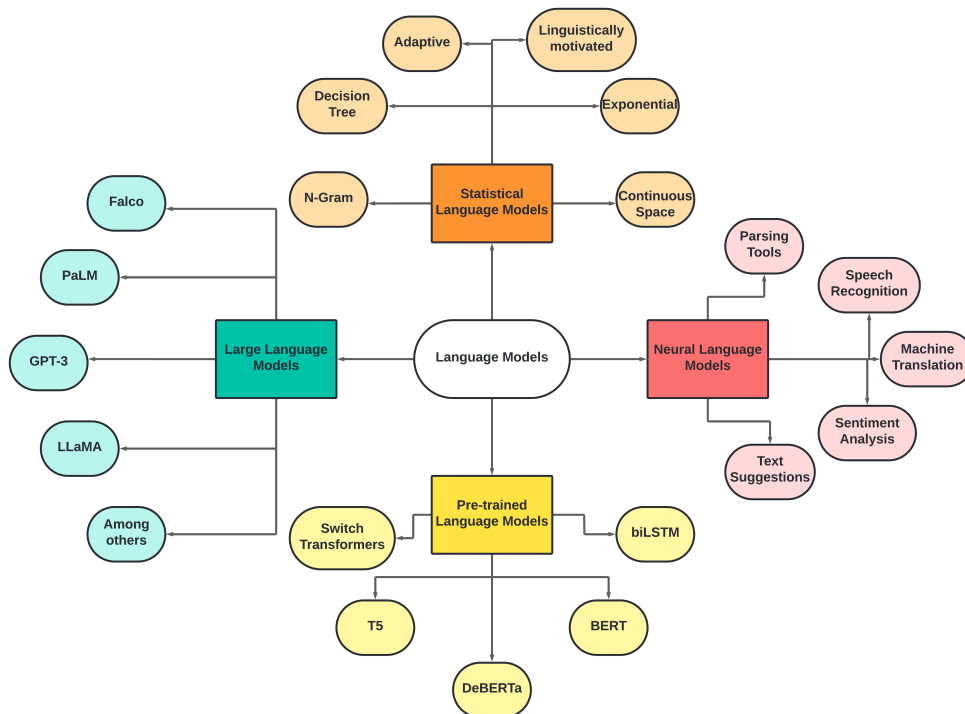 Linguistically
motivated
Adaptive
Decision
Tree
Exponential
N-Gram
Statistical
Language Models
Continuous
Space
Falco
PaLM
GPT-3
LLaMA
Among
others
Large Language
Models
Language Models
Neural Language
Models
Parsing
Tools
Speech
Recognition
Machine
Translation
Sentiment
Analysis
Text
Suggestions
Pre-trained
Language Models
Switch
Transformers
biLSTM
T5
BERT
DeBERTa